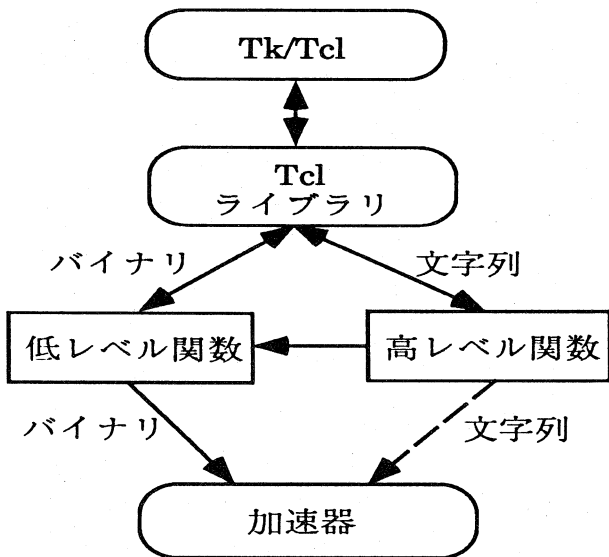 Tk/Tcl
Tcl
ライブラリ
バイナリ
文字列
低レベル関数
高レベル関数
バイナリ
文字列
加速器